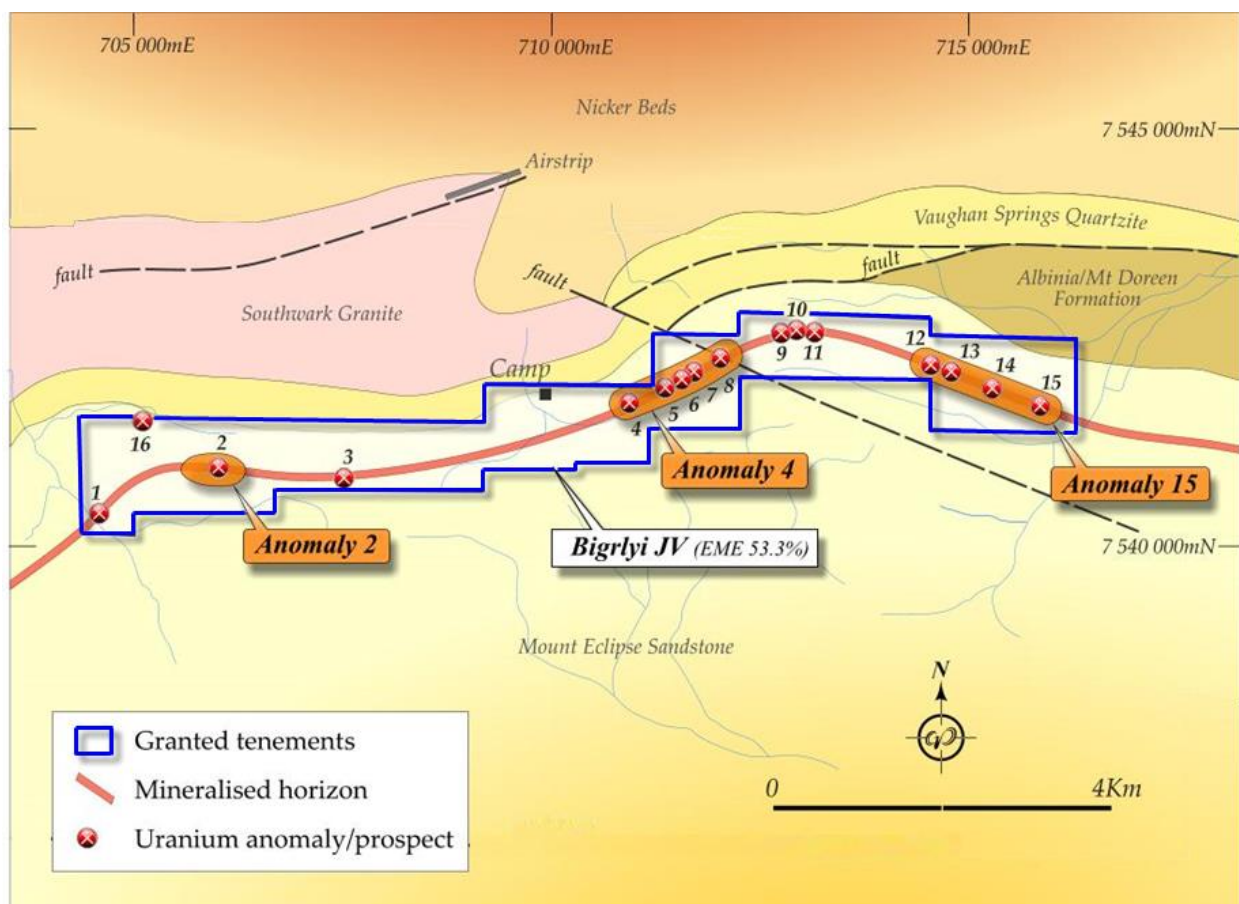 705 000mE
710 000mE
715 000mE
Nicker Beds
7 545 000mN
Airstrip
Vaughan Springs Quartzite
fault
fault
fault
Albinia/Mt Doreen
Formation
Southwark Granite
10
9
11
12
13
Camp
14
8
15
7
6
5
4
16
2
3
1
Anomaly 4
Anomaly 15
Anomaly 2
Bigrlyi JV (EME 53.3%)
7 540 000mN
Mount Eclipse Sandstone
N
Granted tenements
Mineralised horizon
Uranium anomaly/prospect
0
4Km